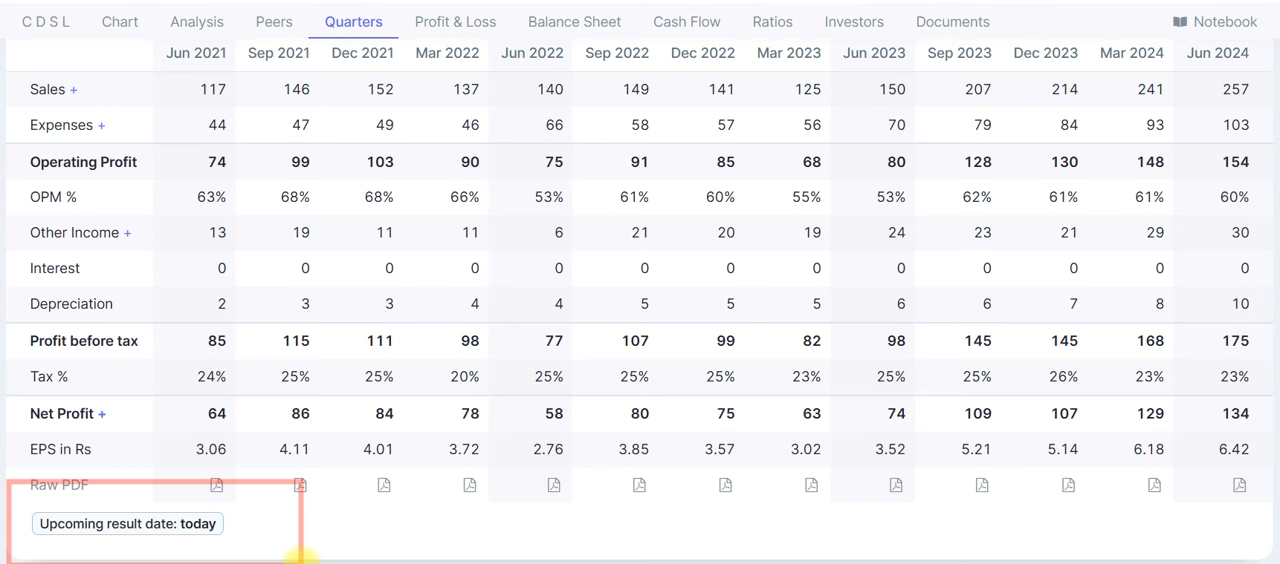 C D S L Chart Analysis Peers Quarters Profit & Loss Balance Sheet Cash Flow Ratios Investors Documents Notebook
Jun 2021 Sep 2021 Dec 2021 Mar 2022 Jun 2022 Sep 2022 Dec 2022 Mar 2023 Jun 2023 Sep 2023 Dec 2023 Mar 2024 Jun 2024
Sales + 117 146 152 137 140 149 141 125 150 207 214 241 257
Expenses + 44 47 49 46 66 58 57 56 70 79 84 93 103
Operating Profit 74 99 103 90 75 91 85 68 80 128 130 148 154
OPM % 63% 68% 68% 66% 53% 61% 60% 55% 53% 62% 61% 61% 60%
Other Income + 13 19 11 11 6 21 20 19 24 23 21 29 30
Interest 0 0 0 0 0 0 0 0 0 0 0 0 0
Depreciation 2 3 3 4 4 5 5 5 6 6 7 8 10
Profit before tax 85 115 111 98 77 107 99 82 98 145 145 168 175
Tax % 24% 25% 25% 20% 25% 25% 25% 23% 25% 25% 26% 23% 23%
Net Profit + 64 86 84 78 58 80 75 63 74 109 107 129 134
EPS in Rs 3.06 4.11 4.01 3.72 2.76 3.85 3.57 3.02 3.52 5.21 5.14 6.18 6.42
Raw PDF
Upcoming result date: today